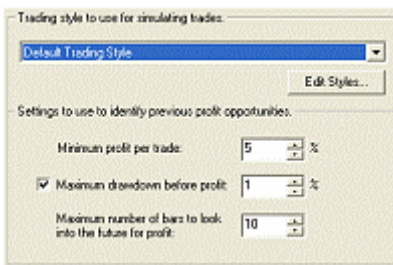 Trading style to use for simulating trades.
Default Trading Style
Edit Styles...
Settings to use to identify previous profit opportunities.
Minimum profit per trade: 5 %
Maximum drawdown before profit: 1 %
Maximum number of bars to look
into the future for profit: 10